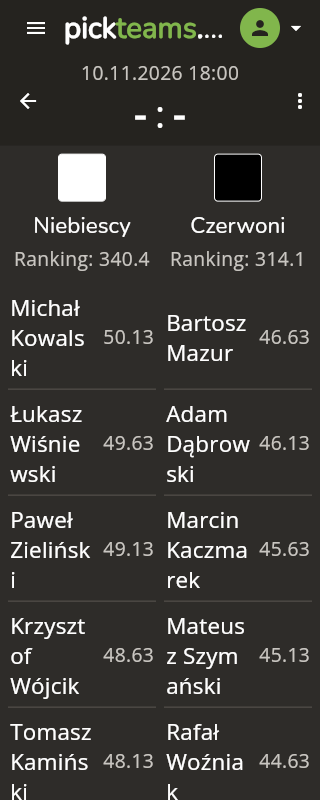 pickteams....
10.11.2026 18:00
- : -
Niebiescy
Ranking: 340.4
Czerwoni
Ranking: 314.1
Michał
Kowals
ki
50.13
Bartosz
Mazur
46.63
Łukasz
Wiśnie
wski
49.63
Adam
Dąbrow
ski
46.13
Paweł
Zielińsk
i
49.13
Marcin
Kaczma
rek
45.63
Krzyszt
of
Wójcik
48.63
Mateus
z Szym
ański
45.13
Tomasz
Kamińs
ki
48.13
Rafał
Woźnia
k
44.63